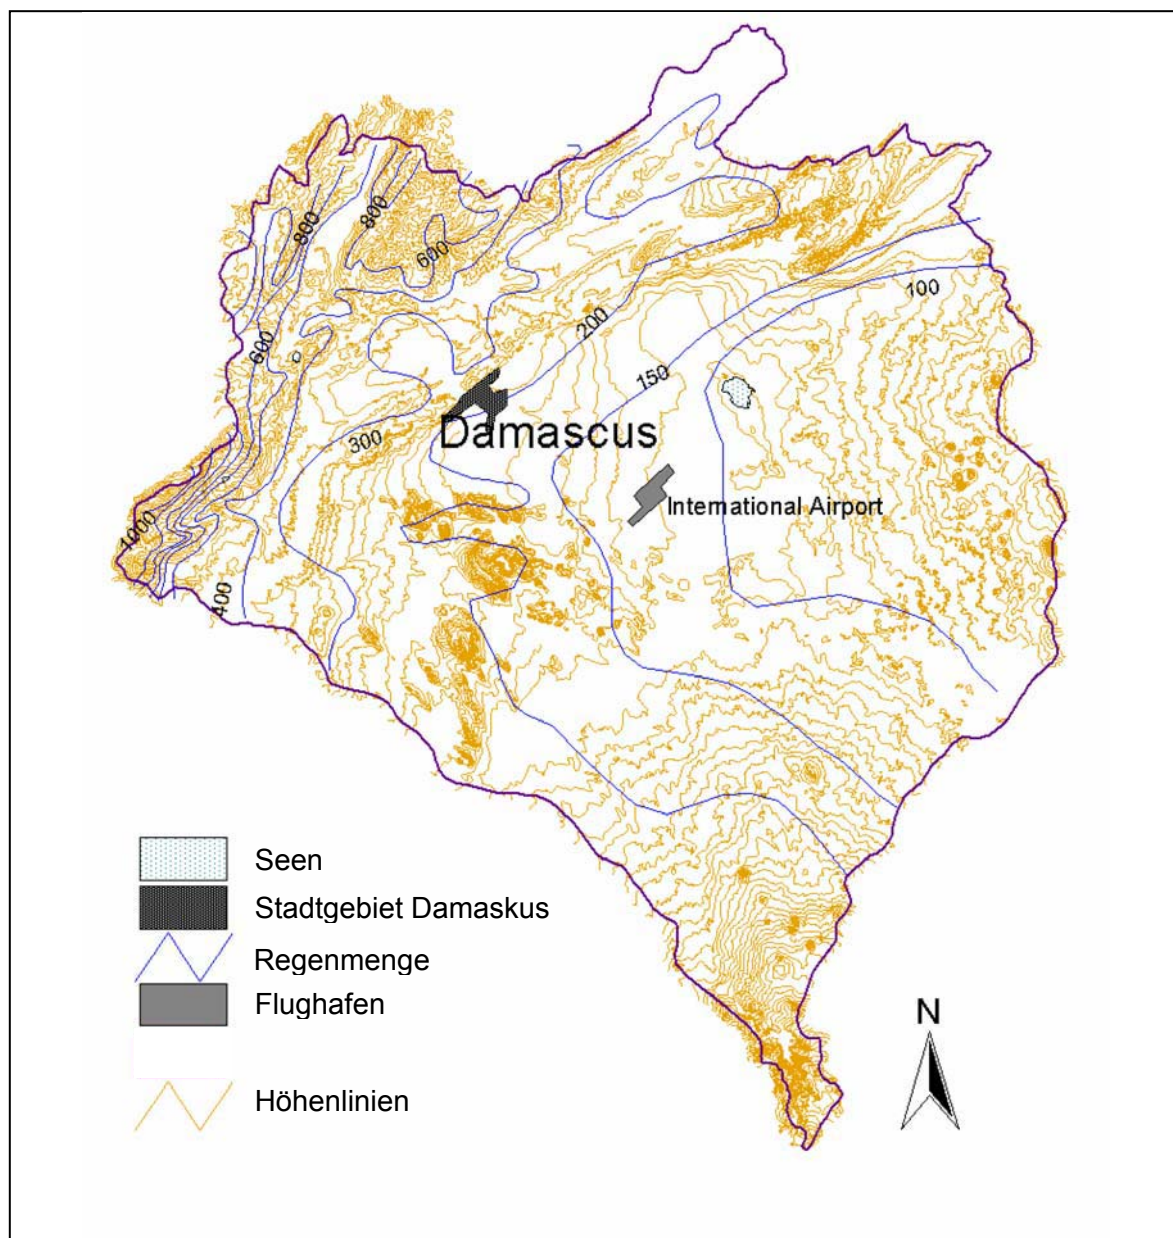 800
800
600
100
200
600
150
300
Damascus
International Airport
1000
400
Seen
Stadtgebiet Damaskus
Regenmenge
Flughafen
Höhenlinien
N